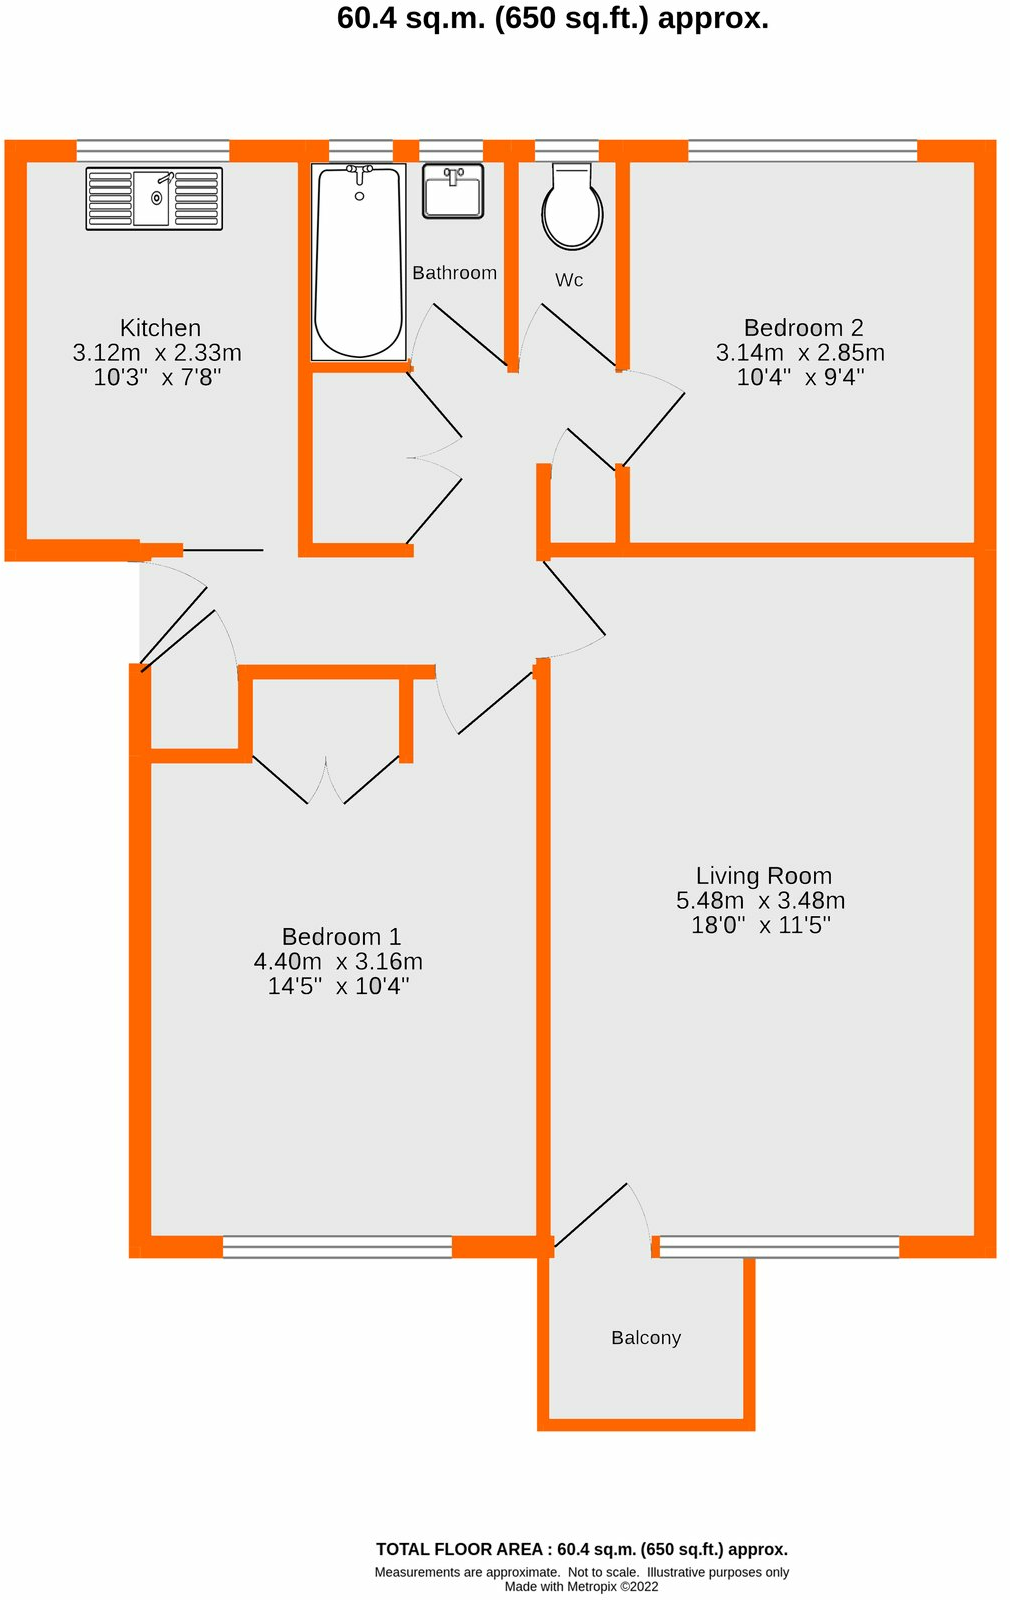 60.4 sq.m. (650 sq.ft.) approx.
Bathroom
Wc
Kitchen
3.12m x 2.33m
10'3" x 7'8"
Bedroom 2
3.14m x 2.85m
10'4" x 9'4"
Living Room
5.48m x 3.48m
18'0" x 11'5"
Bedroom 1
4.40m x 3.16m
14'5" x 10'4"
Balcony
TOTAL FLOOR AREA : 60.4 sq.m. (650 sq.ft.) approx.
Measurements are approximate. Not to scale. Illustrative purposes only
Made with Metropix ©2022